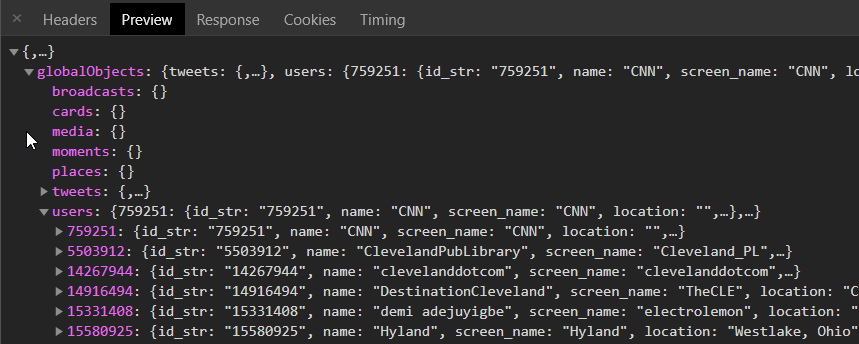 × Headers Preview Response Cookies Timing
▼{,…}
▼globalObjects: {tweets: {,…}, users: {759251: {id_str: "759251", name: "CNN", screen_name: "CNN", lo
broadcasts: {}
cards: {}
media: {}
moments: {}
places: {}
▶tweets: {,…}
▼users: {759251: {id_str: "759251", name: "CNN", screen_name: "CNN", location: "",…},…}
▶759251: {id_str: "759251", name: "CNN", screen_name: "CNN", location: "",…}
▶5503912: {id_str: "5503912", name: "ClevelandPubLibrary", screen_name: "Cleveland_PL",…}
▶14267944: {id_str: "14267944", name: "clevelanddotcom", screen_name: "clevelanddotcom",…}
▶14916494: {id_str: "14916494", name: "DestinationCleveland", screen_name: "TheCLE", location: "C
▶15331408: {id_str: "15331408", name: "demi adejuyigbe", screen_name: "electrolemon", location: "
▶15580925: {id_str: "15580925", name: "Hyland", screen_name: "Hyland", location: "Westlake, Ohio"